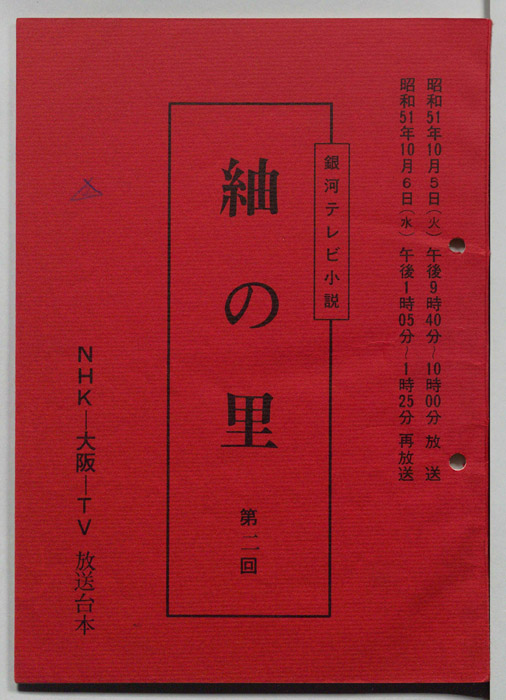 昭和51年10月5日(火) 午後9時40分~10時00分 放送
昭和51年10月6日(水) 午後1時05分~1時25分 再放送
銀河テレビ小説
紬の里
第二回
NHK―大阪―TV 放送台本